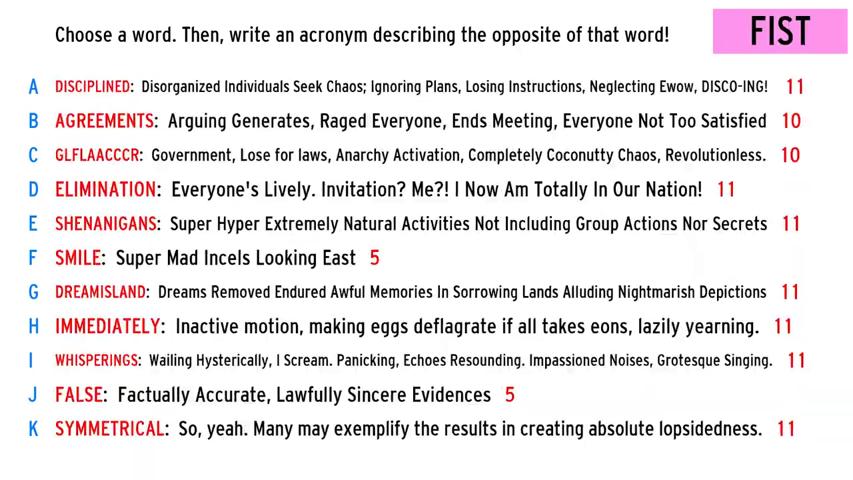 Choose a word. Then, write an acronym describing the opposite of that word!
FIST
A DISCIPLINED: Disorganized Individuals Seek Chaos; Ignoring Plans, Losing Instructions, Neglecting Ewow, DISCO-ING! 11
B AGREEMENTS: Arguing Generates, Raged Everyone, Ends Meeting, Everyone Not Too Satisfied 10
C GLFLAACCCR: Government, Lose for laws, Anarchy Activation, Completely Coconutty Chaos, Revolutionless. 10
D ELIMINATION: Everyone's Lively. Invitation? Me?! I Now Am Totally In Our Nation! 11
E SHENANIGANS: Super Hyper Extremely Natural Activities Not Including Group Actions Nor Secrets 11
F SMILE: Super Mad Incels Looking East 5
G DREAMISLAND: Dreams Removed Endured Awful Memories In Sorrowing Lands Alluding Nightmarish Depictions 11
H IMMEDIATELY: Inactive motion, making eggs deflagrate if all takes eons, lazily yearning. 11
I WHISPERINGS: Wailing Hysterically, I Scream. Panicking, Echoes Resounding. Impassioned Noises, Grotesque Singing. 11
J FALSE: Factually Accurate, Lawfully Sincere Evidences 5
K SYMMETRICAL: So, yeah. Many may exemplify the results in creating absolute lopsidedness. 11